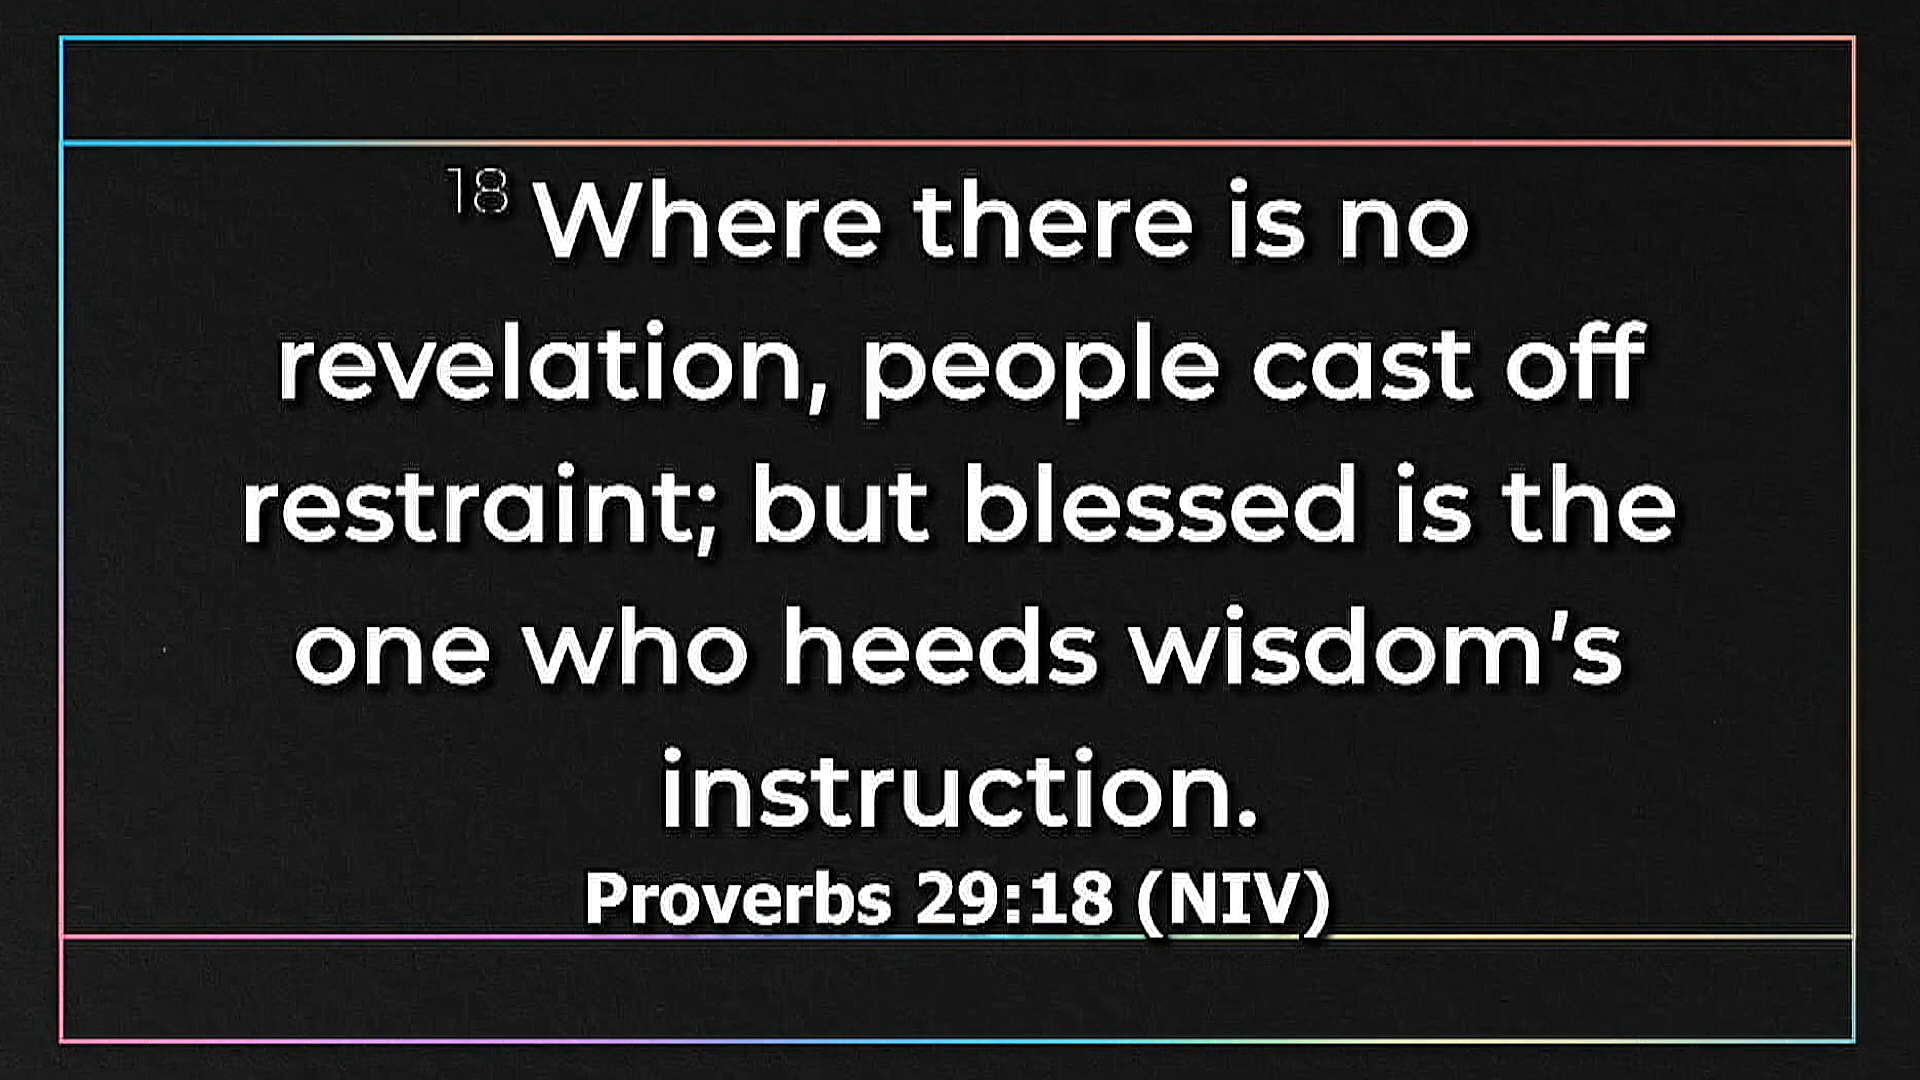 18 Where there is no
revelation, people cast off
restraint; but blessed is the
one who heeds wisdom’s
instruction.
Proverbs 29:18 (NIV)